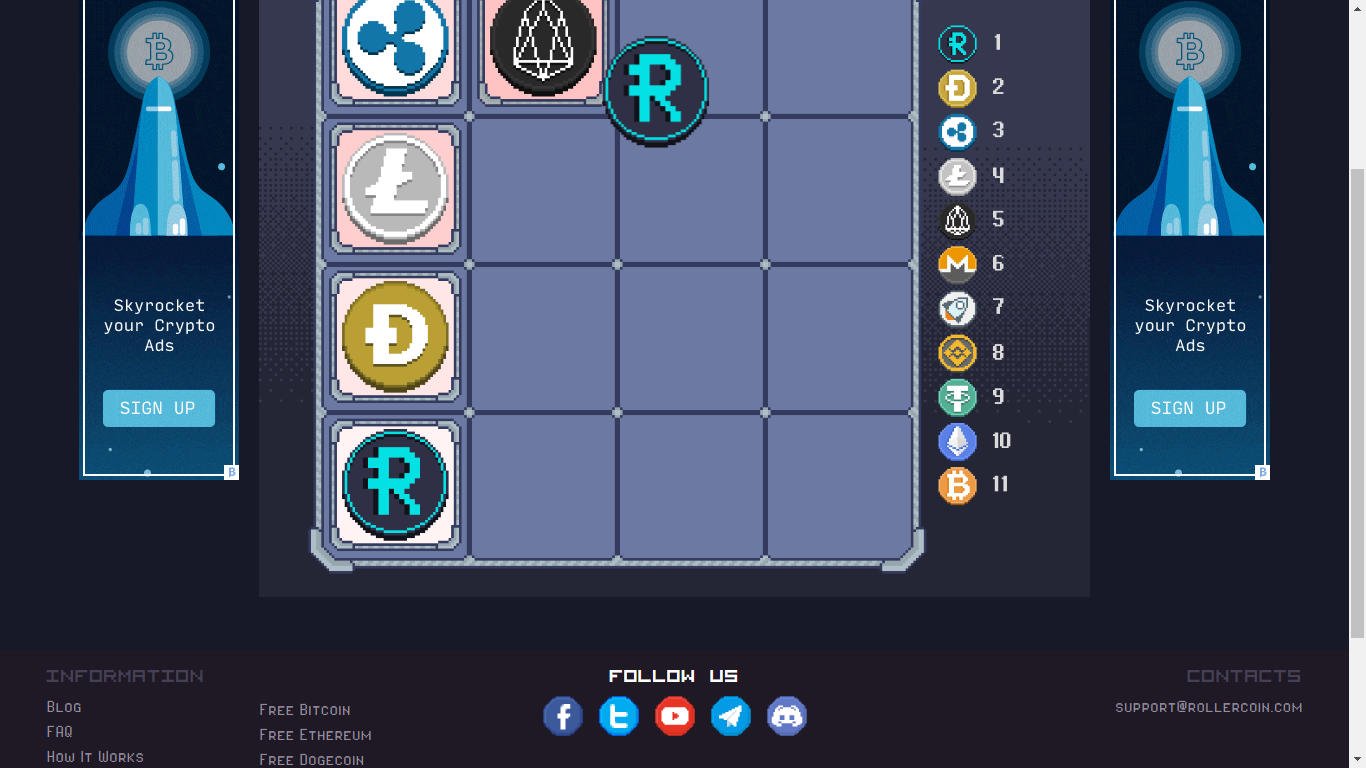 1
2
3
4
5
6
7
8
9
10
11
Skyrocket
your Crypto
Ads
SIGN UP
Skyrocket
your Crypto
Ads
SIGN UP
INFORMATION
Blog
FAQ
How It Works
Free Bitcoin
Free Ethereum
Free Dogecoin
FOLLOW US
CONTACTS
support@rollercoin.com